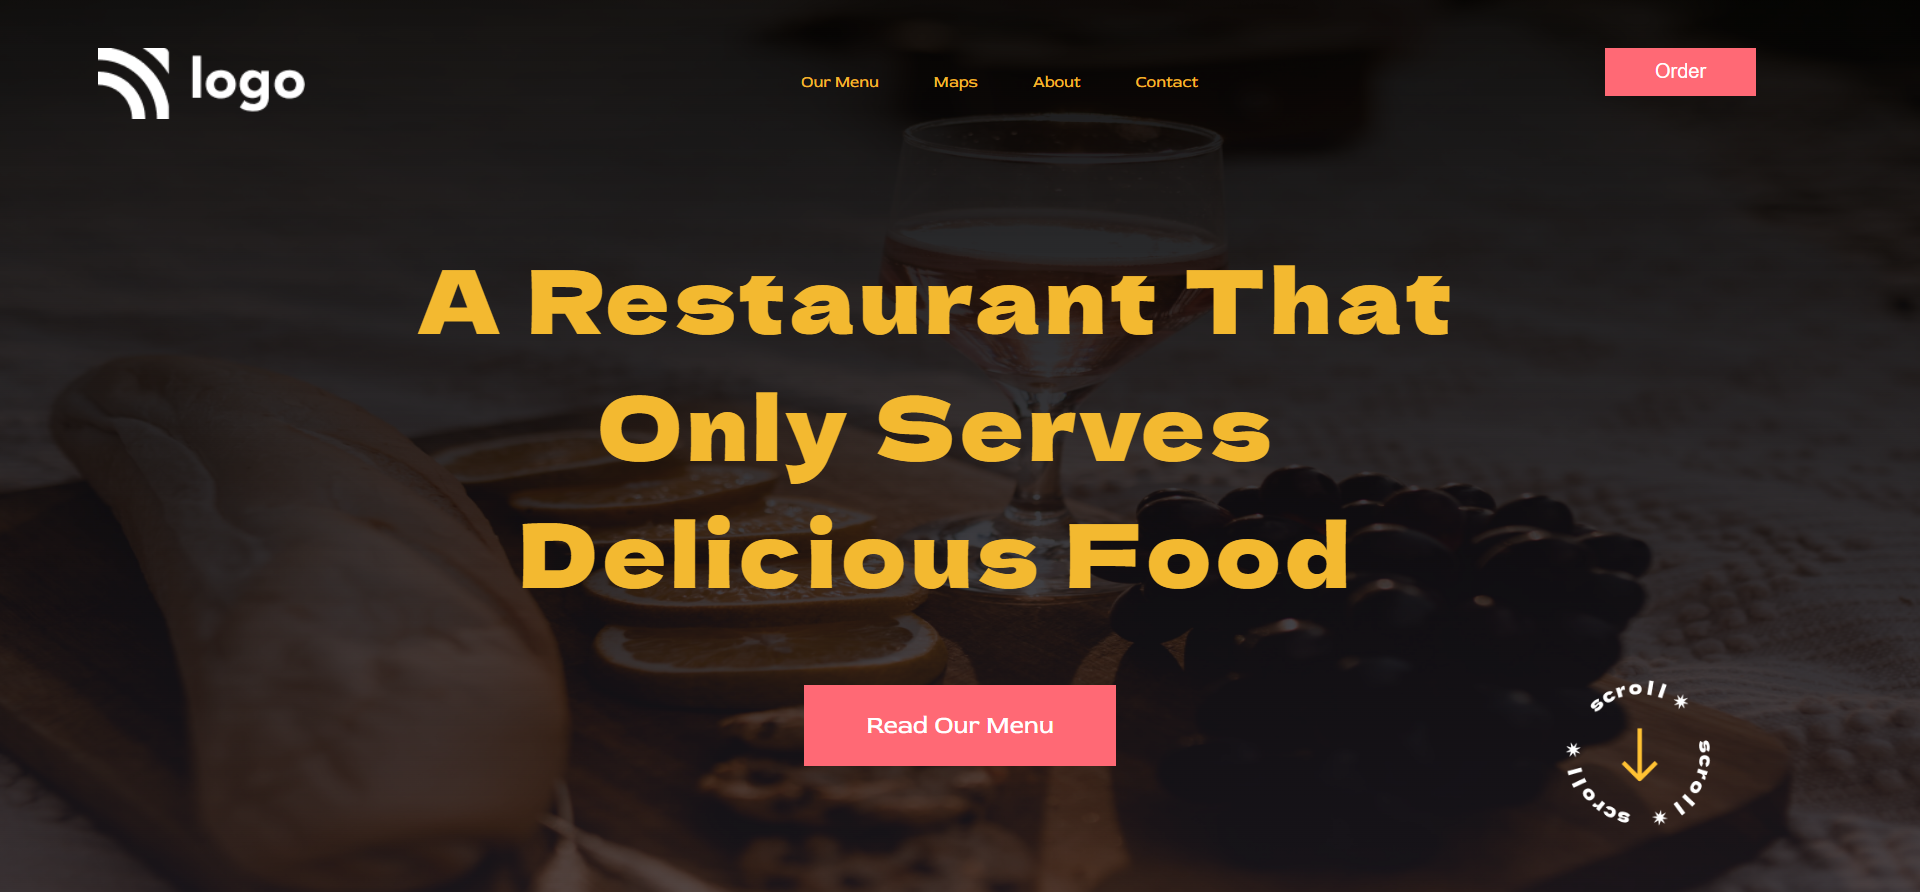 logo
Our Menu
Maps
About
Contact
Order
A Restaurant That
Only Serves
Delicious Food
Read Our Menu
scroll
scroll
scroll